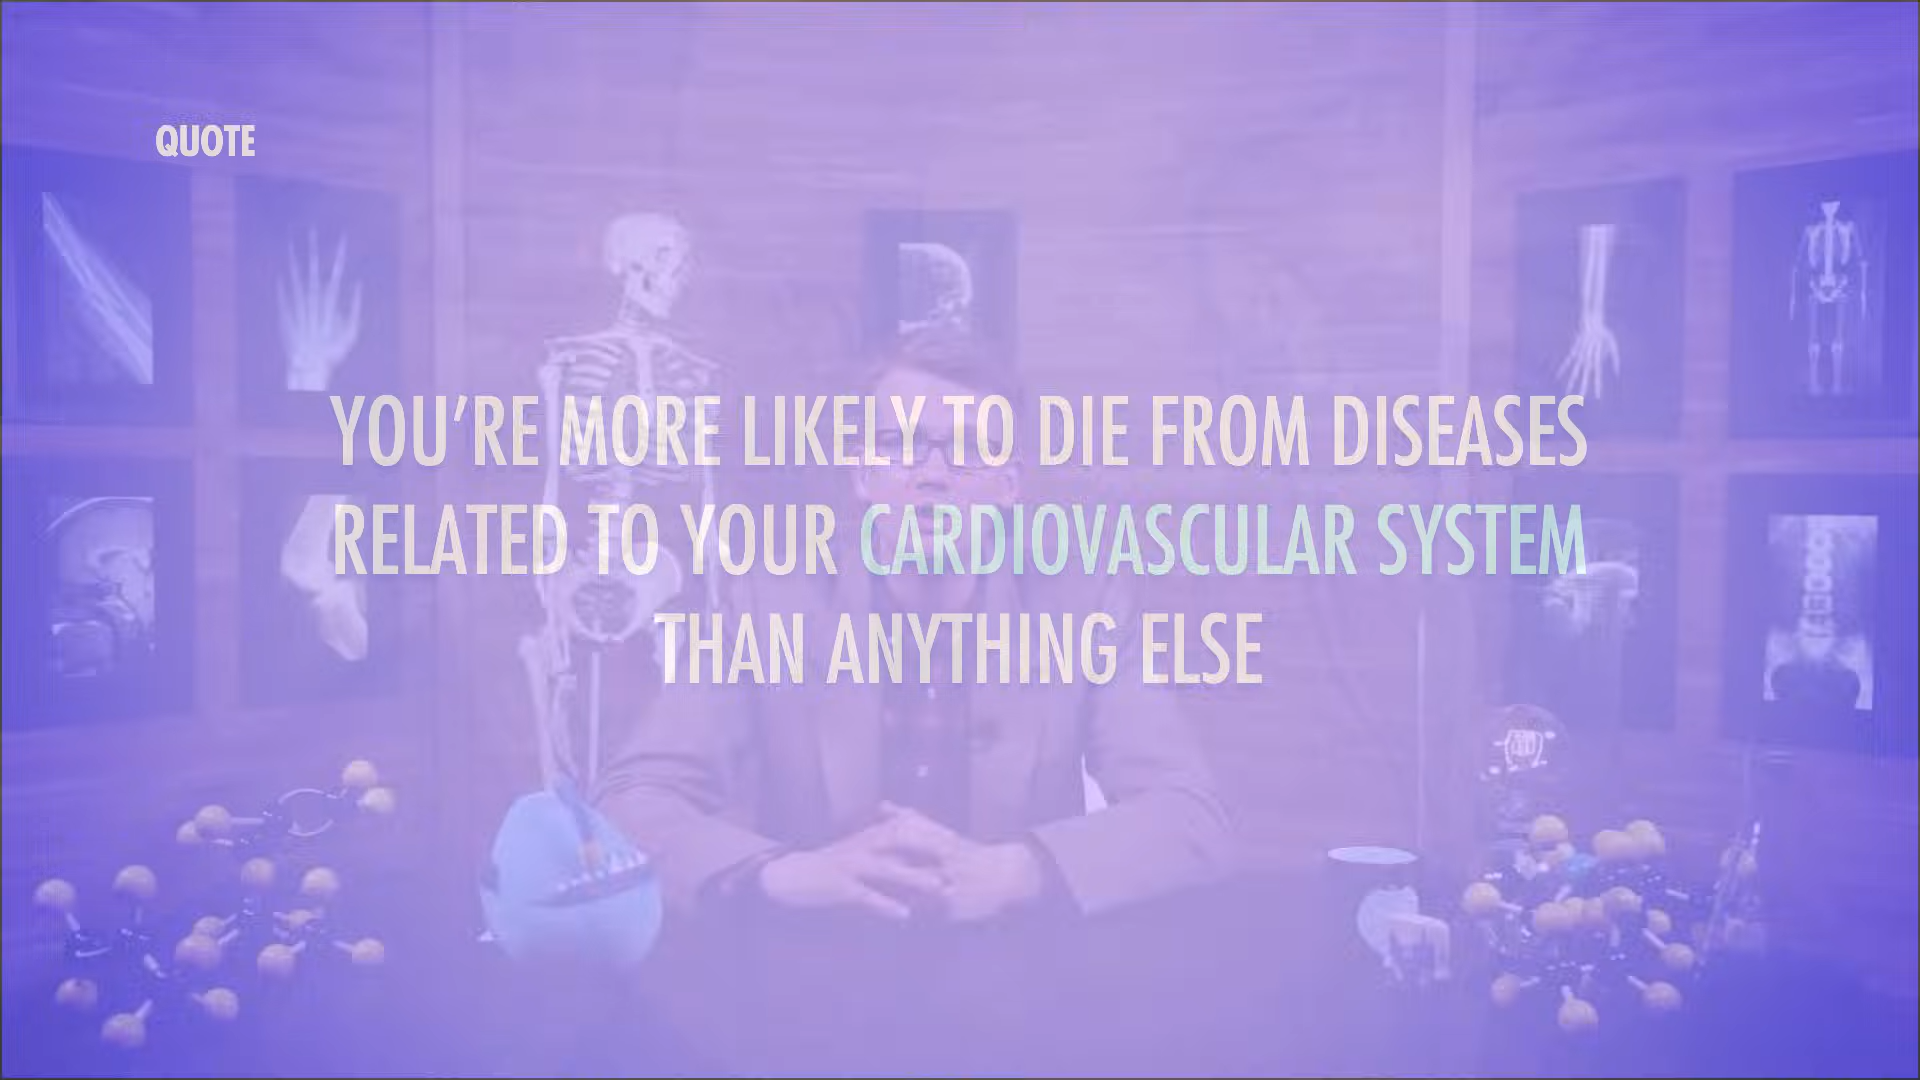 QUOTE
YOU'RE MORE LIKELY TO DIE FROM DISEASES
RELATED TO YOUR CARDIOVASCULAR SYSTEM
THAN ANYTHING ELSE